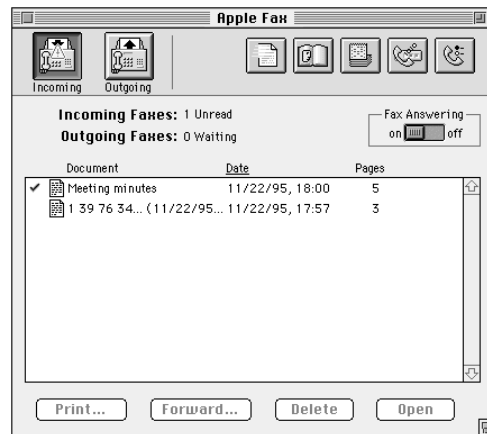 Apple Fax
Incoming Outgoing
Incoming Faxes: 1 Unread
Outgoing Faxes: 0 Waiting
Fax Answering
on off
Document Date Pages
✓ Meeting minutes 11/22/95, 18:00 5
1 39 76 34... (11/22/95... 11/22/95, 17:57 3
Print... Forward... Delete Open